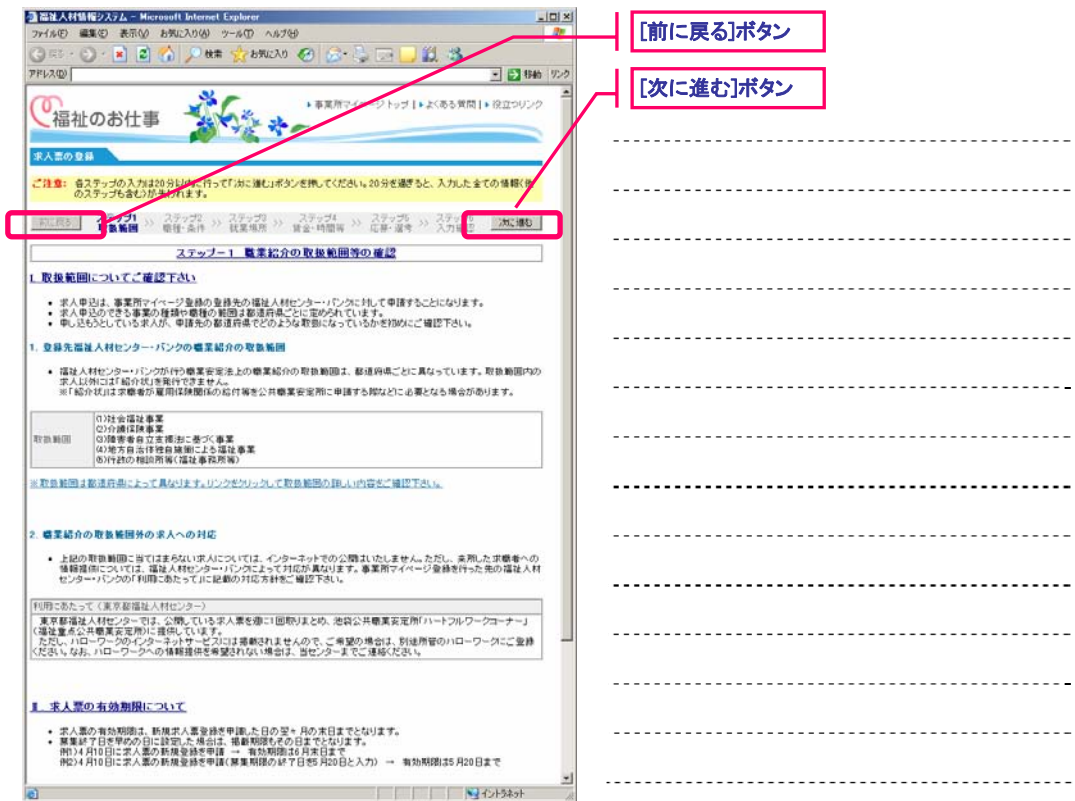 福祉人材情報システム - Microsoft Internet Explorer
ファイル(F) 編集(E) 表示(V) お気に入り(A) ツール(T) ヘルプ(H)
戻る 検索 お気に入り
アドレス(D) 移動 リンク
福祉のお仕事
事業所マイページトップ | よくある質問 | 役立つリンク
求人票の登録
ご注意: 各ステップの入力は20分以内に行って「次に進む」ボタンを押してください。20分を過ぎると、入力した全ての情報(他
のステップも含む)が失われます。
前に戻る ステップ1 取扱範囲 >> ステップ2 職種・条件 >> ステップ3 就業場所 >> ステップ4 賃金・時間等 >> ステップ5 応募・選考 >> ステップ6 入力確認 次に進む
ステップ-1 職業紹介の取扱範囲等の確認
I. 取扱範囲についてご確認下さい
• 求人申込は、事業所マイページ登録の登録先の福祉人材センター・バンクに対して申請することになります。
• 求人申込のできる事業の種類や職種の範囲は都道府県ごとに定められています。
• 申し込もうとしている求人が、申請先の都道府県でどのような取扱になっているかを初めにご確認下さい。
1. 登録先福祉人材センター・バンクの職業紹介の取扱範囲
• 福祉人材センター・バンクが行う職業安定法上の職業紹介の取扱範囲は、都道府県ごとに異なっています。取扱範囲内の
求人以外には「紹介状」を発行できません。
※「紹介状」は求職者が雇用保険関係の給付等を公共職業安定所に申請する際などに必要となる場合があります。
取扱範囲
(1)社会福祉事業
(2)介護保険事業
(3)障害者自立支援法に基づく事業
(4)地方自治体独自施策による福祉事業
(5)行政の相談所等(福祉事務所等)
※取扱範囲は都道府県によって異なります。リンクをクリックして取扱範囲の詳しい内容をご確認下さい。
2. 職業紹介の取扱範囲外の求人への対応
• 上記の取扱範囲に当てはまらない求人については、インターネットでの公開はいたしません。ただし、来所した求職者への
情報提供については、福祉人材センター・バンクによって対応が異なります。事業所マイページ登録を行った先の福祉人材
センター・バンクの「利用にあたって」に記載の対応方針をご確認下さい。
利用にあたって(東京都福祉人材センター)
東京都福祉人材センターでは、公開している求人票を週に1回取りまとめ、池袋公共職業安定所「ハートフルワークコーナー」
(福祉重点公共職業安定所)に提供しています。
ただし、ハローワークのインターネットサービスには掲載されませんので、ご希望の場合は、別途所管のハローワークにご登録
ください。なお、ハローワークへの情報提供を希望されない場合は、当センターまでご連絡ください。
II. 求人票の有効期限について
• 求人票の有効期間は、新規求人票登録を申請した日の翌々月の末日までとなります。
• 募集終了日を早めの日に設定した場合は、掲載期限もその日までとなります。
例1)4月10日に求人票の新規登録を申請 → 有効期限は6月末日まで
例2)4月10日に求人票の新規登録を申請(募集期限の終了日を5月20日と入力) → 有効期限は5月20日まで
イントラネット
[前に戻る]ボタン
[次に進む]ボタン